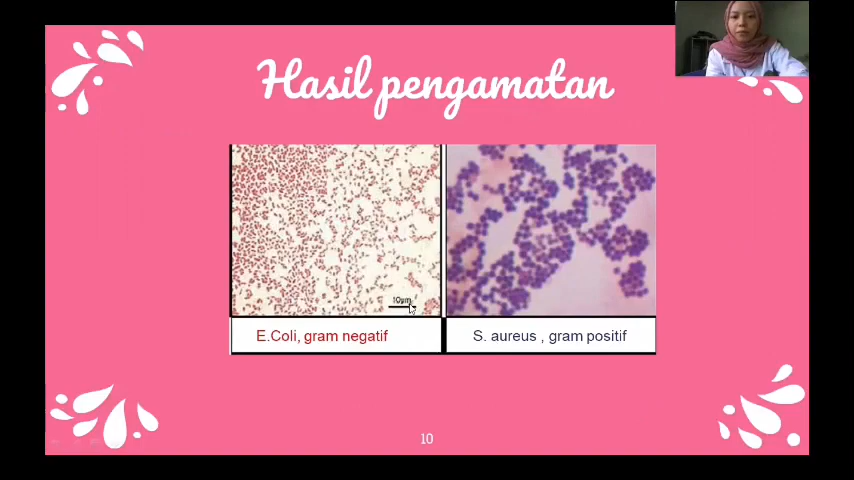 Hasil pengamatan
10µm
E.Coli, gram negatif
S. aureus , gram positif
10